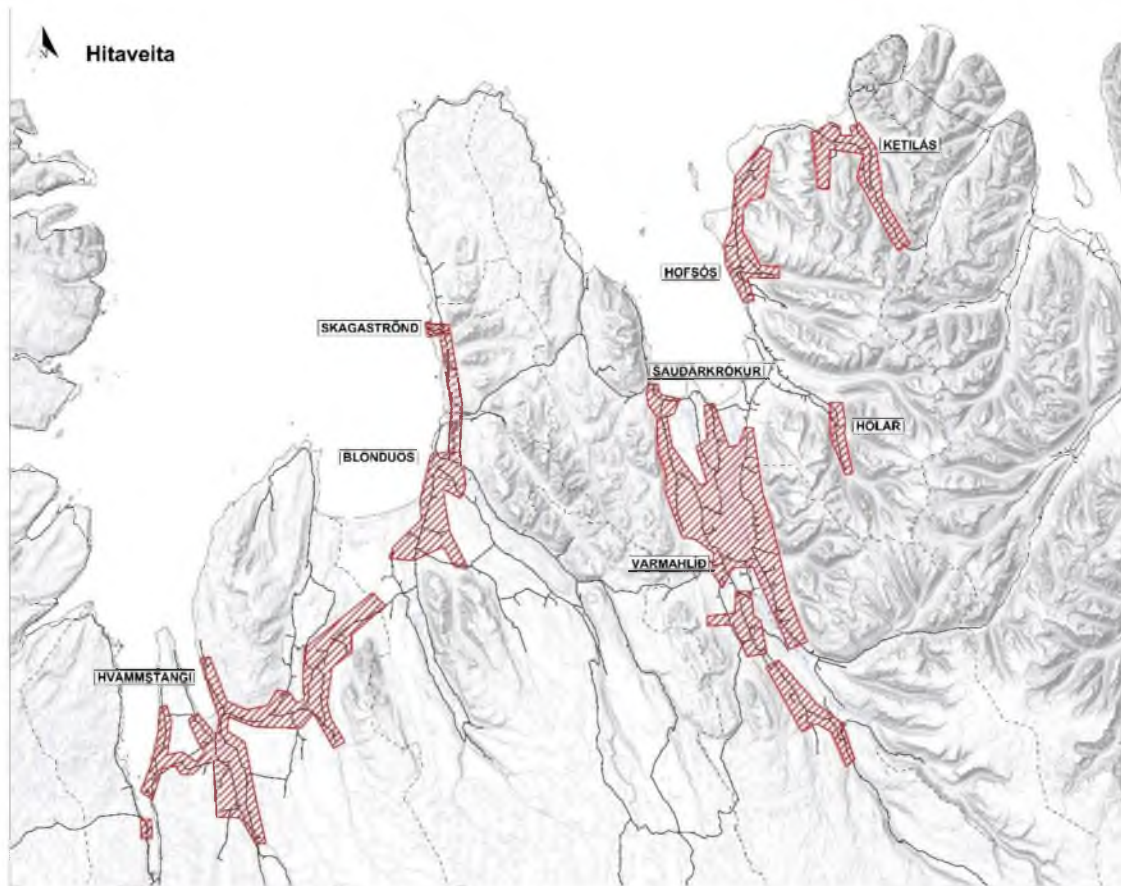 N
Hitaveita
KETILÁS
HOFSÓS
SKAGASTRÖND
SAUÐÁRKRÓKUR
HÓLAR
BLÖNDUÓS
VARMAHLÍÐ
HVAMMSTANGI